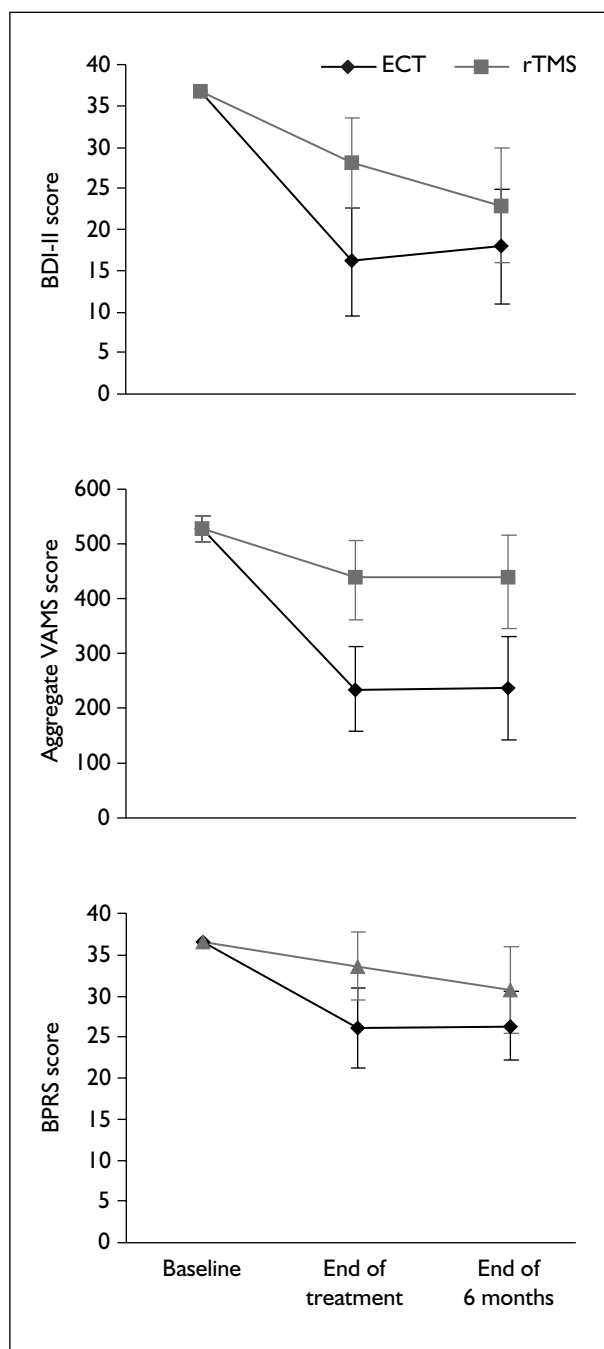 ECT rTMS
BDI-II score
40
35
30
25
20
15
10
5
0
Aggregate VAMS score
600
500
400
300
200
100
0
BPRS score
40
35
30
25
20
15
10
5
0
Baseline
End of
treatment
End of
6 months